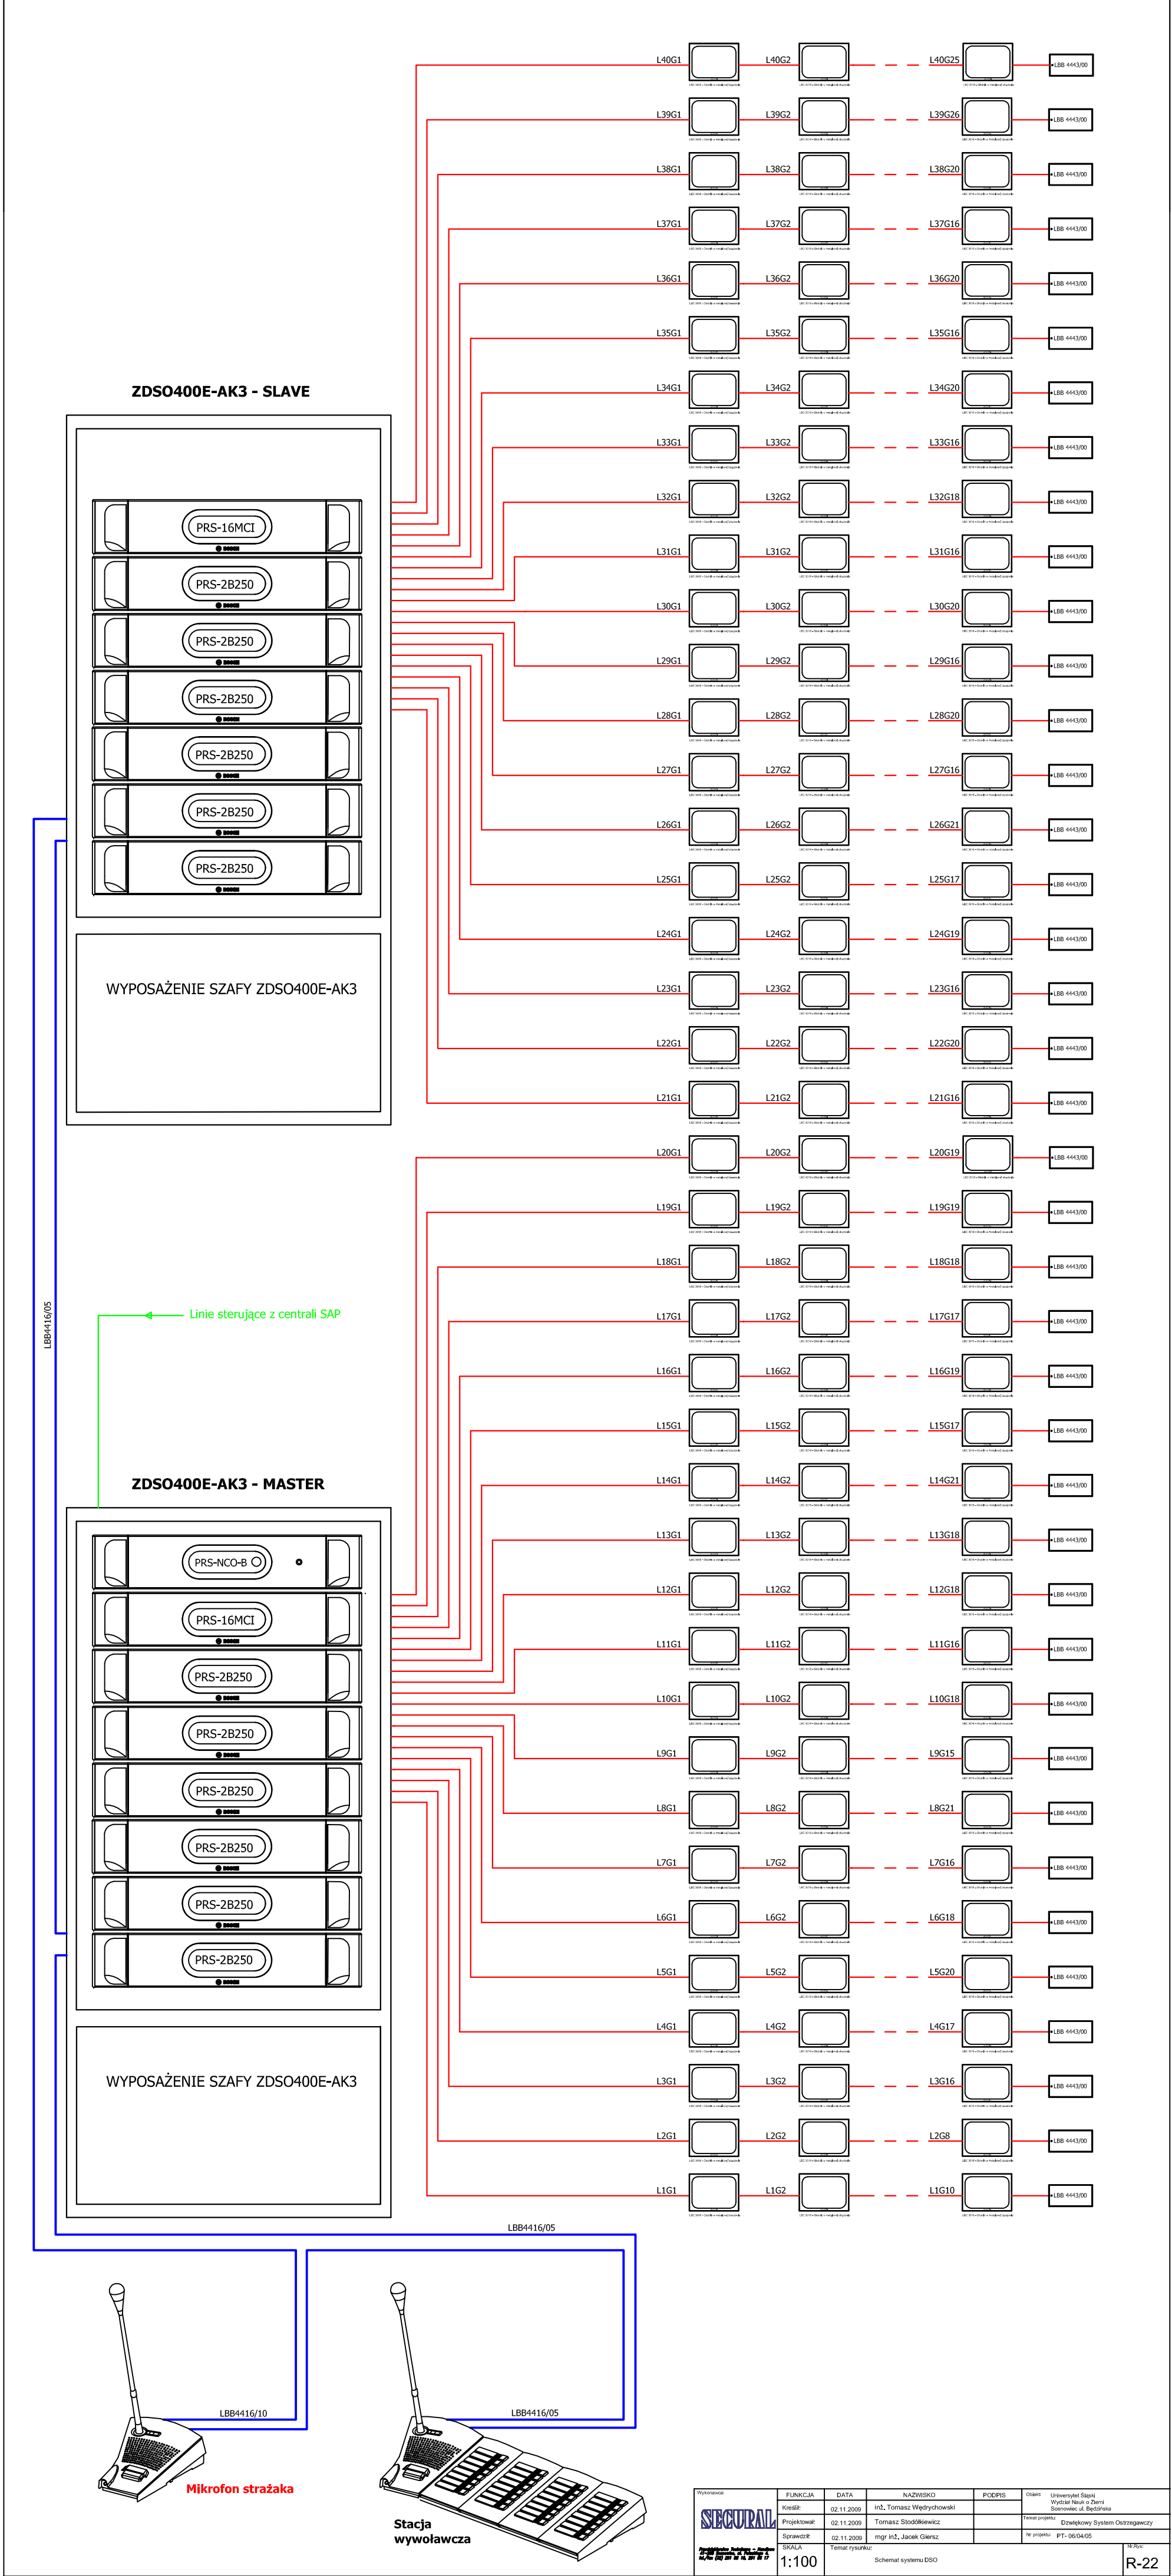 L40G1 L40G2 L40G25 LBB 4443/00
L39G1 L39G2 L39G26 LBB 4443/00
L38G1 L38G2 L38G20 LBB 4443/00
L37G1 L37G2 L37G16 LBB 4443/00
L36G1 L36G2 L36G20 LBB 4443/00
L35G1 L35G2 L35G16 LBB 4443/00
L34G1 L34G2 L34G20 LBB 4443/00
L33G1 L33G2 L33G16 LBB 4443/00
L32G1 L32G2 L32G18 LBB 4443/00
L31G1 L31G2 L31G16 LBB 4443/00
L30G1 L30G2 L30G20 LBB 4443/00
L29G1 L29G2 L29G16 LBB 4443/00
L28G1 L28G2 L28G20 LBB 4443/00
L27G1 L27G2 L27G16 LBB 4443/00
L26G1 L26G2 L26G21 LBB 4443/00
L25G1 L25G2 L25G17 LBB 4443/00
L24G1 L24G2 L24G19 LBB 4443/00
L23G1 L23G2 L23G16 LBB 4443/00
L22G1 L22G2 L22G20 LBB 4443/00
L21G1 L21G2 L21G16 LBB 4443/00
L20G1 L20G2 L20G19 LBB 4443/00
L19G1 L19G2 L19G19 LBB 4443/00
L18G1 L18G2 L18G18 LBB 4443/00
L17G1 L17G2 L17G17 LBB 4443/00
L16G1 L16G2 L16G19 LBB 4443/00
L15G1 L15G2 L15G17 LBB 4443/00
L14G1 L14G2 L14G21 LBB 4443/00
L13G1 L13G2 L13G18 LBB 4443/00
L12G1 L12G2 L12G18 LBB 4443/00
L11G1 L11G2 L11G16 LBB 4443/00
L10G1 L10G2 L10G18 LBB 4443/00
L9G1 L9G2 L9G15 LBB 4443/00
L8G1 L8G2 L8G21 LBB 4443/00
L7G1 L7G2 L7G16 LBB 4443/00
L6G1 L6G2 L6G18 LBB 4443/00
L5G1 L5G2 L5G20 LBB 4443/00
L4G1 L4G2 L4G17 LBB 4443/00
L3G1 L3G2 L3G16 LBB 4443/00
L2G1 L2G2 L2G8 LBB 4443/00
L1G1 L1G2 L1G10 LBB 4443/00
ZDSO400E-AK3 - SLAVE
PRS-16MCI
BOSCH
PRS-2B250
BOSCH
PRS-2B250
BOSCH
PRS-2B250
BOSCH
PRS-2B250
BOSCH
PRS-2B250
BOSCH
PRS-2B250
BOSCH
WYPOSAŻENIE SZAFY ZDSO400E-AK3
LBB4416/05
Linie sterujące z centrali SAP
ZDSO400E-AK3 - MASTER
PRS-NCO-B
PRS-16MCI
BOSCH
PRS-2B250
BOSCH
PRS-2B250
BOSCH
PRS-2B250
BOSCH
PRS-2B250
BOSCH
PRS-2B250
BOSCH
PRS-2B250
BOSCH
WYPOSAŻENIE SZAFY ZDSO400E-AK3
LBB4416/05
LBB4416/10
LBB4416/05
Mikrofon strażaka
Stacja
wywoławcza
Wykonawca:
SECURAL
FUNKCJA DATA NAZWISKO PODPIS
Kreślił: 02.11.2009 inż. Tomasz Wędrychowski
Projektował: 02.11.2009 Tomasz Stodółkiewicz
Sprawdził: 02.11.2009 mgr inż. Jacek Giersz
SKALA
1:100
Temat rysunku:
Schemat systemu DSO
Obiekt: Uniwersytet Śląski
Wydział Nauk o Ziemi
Sosnowiec ul. Będzińska
Temat projektu:
Dźwiękowy System Ostrzegawczy
Nr projektu: PT- 06/04/05
Nr.Rys:
R-22